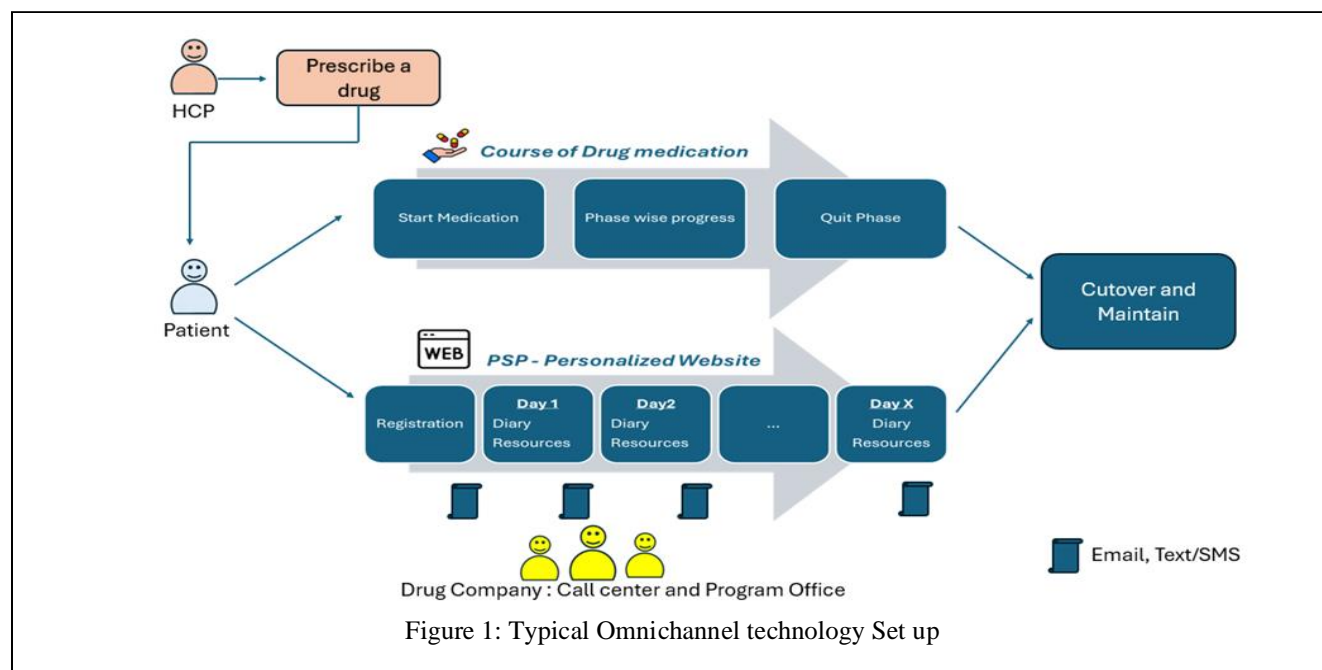 Prescribe a
drug
HCP
Course of Drug medication
Start Medication
Phase wise progress
Quit Phase
Patient
Cutover and
Maintain
WEB
PSP - Personalized Website
Registration
Day 1
Diary
Resources
Day2
Diary
Resources
...
Day X
Diary
Resources
Email, Text/SMS
Drug Company : Call center and Program Office
Figure 1: Typical Omnichannel technology Set up